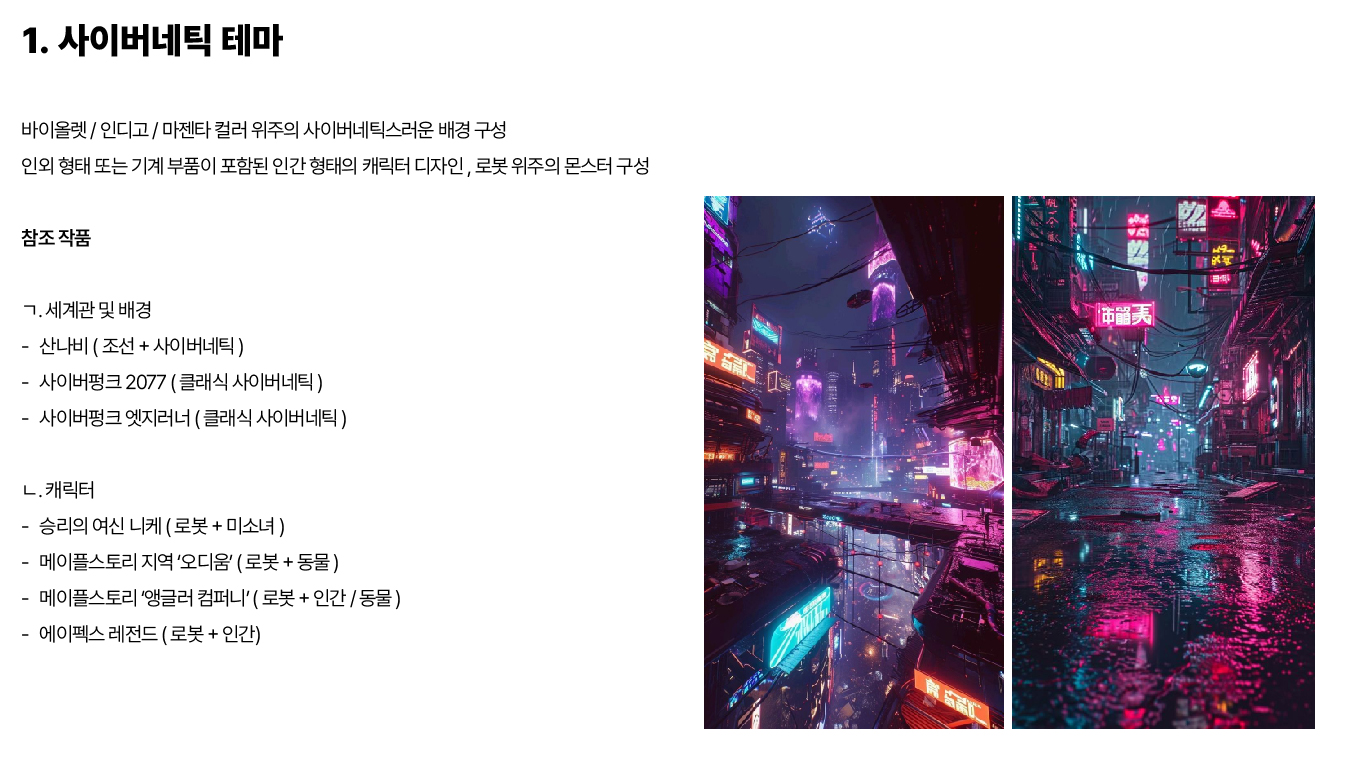 1. 사이버네틱 테마
바이올렛 / 인디고 / 마젠타 컬러 위주의 사이버네틱스러운 배경 구성
인외 형태 또는 기계 부품이 포함된 인간 형태의 캐릭터 디자인 , 로봇 위주의 몬스터 구성
참조 작품
ㄱ. 세계관 및 배경
- 산나비 ( 조선 + 사이버네틱 )
- 사이버펑크 2077 ( 클래식 사이버네틱 )
- 사이버펑크 엣지러너 ( 클래식 사이버네틱 )
ㄴ. 캐릭터
- 승리의 여신 니케 ( 로봇 + 미소녀 )
- 메이플스토리 지역 ‘오디움’ ( 로봇 + 동물 )
- 메이플스토리 ‘앵글러 컴퍼니’ ( 로봇 + 인간 / 동물 )
- 에이펙스 레전드 ( 로봇 + 인간)